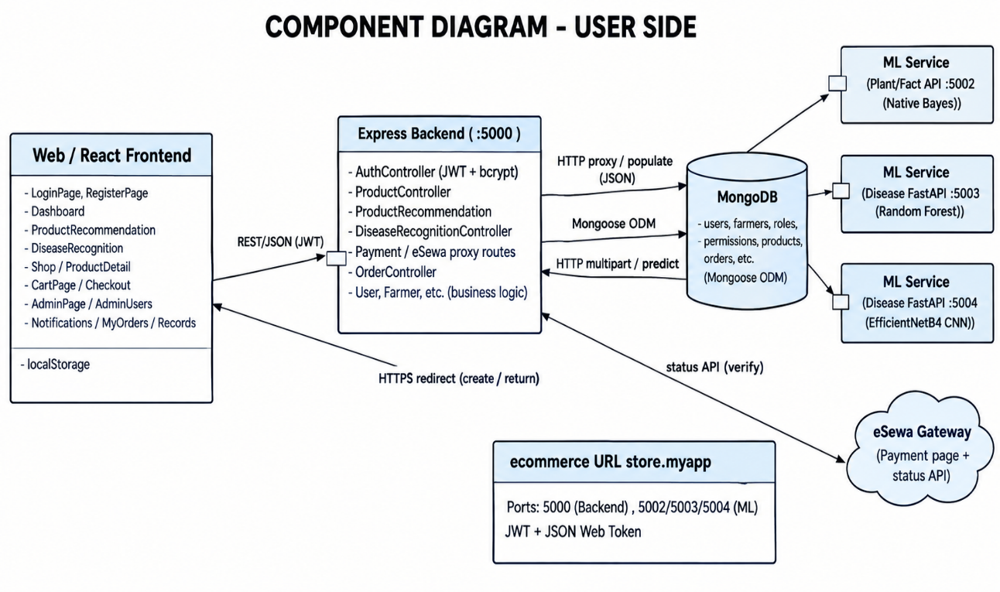 COMPONENT DIAGRAM - USER SIDE
Web / React Frontend
- LoginPage, RegisterPage
- Dashboard
- ProductRecommendation
- DiseaseRecognition
- Shop / ProductDetail
- CartPage / Checkout
- AdminPage / AdminUsers
- Notifications / MyOrders / Records
- localStorage
REST/JSON (JWT)
HTTPS redirect (create / return)
Express Backend ( :5000 )
- AuthController (JWT + bcrypt)
- ProductController
- ProductRecommendation
- DiseaseRecognitionController
- Payment / eSewa proxy routes
- OrderController
- User, Farmer, etc. (business logic)
HTTP proxy / populate
(JSON)
Mongoose ODM
HTTP multipart / predict
MongoDB
- users, farmers, roles,
- permissions, products,
orders, etc.
(Mongoose ODM)
ML Service
(Plant/Fact API :5002
(Native Bayes))
ML Service
(Disease FastAPI :5003
(Random Forest))
ML Service
(Disease FastAPI :5004
(EfficientNetB4 CNN))
status API (verify)
eSewa Gateway
(Payment page +
status API)
ecommerce URL store.myapp
Ports: 5000 (Backend) , 5002/5003/5004 (ML)
JWT + JSON Web Token